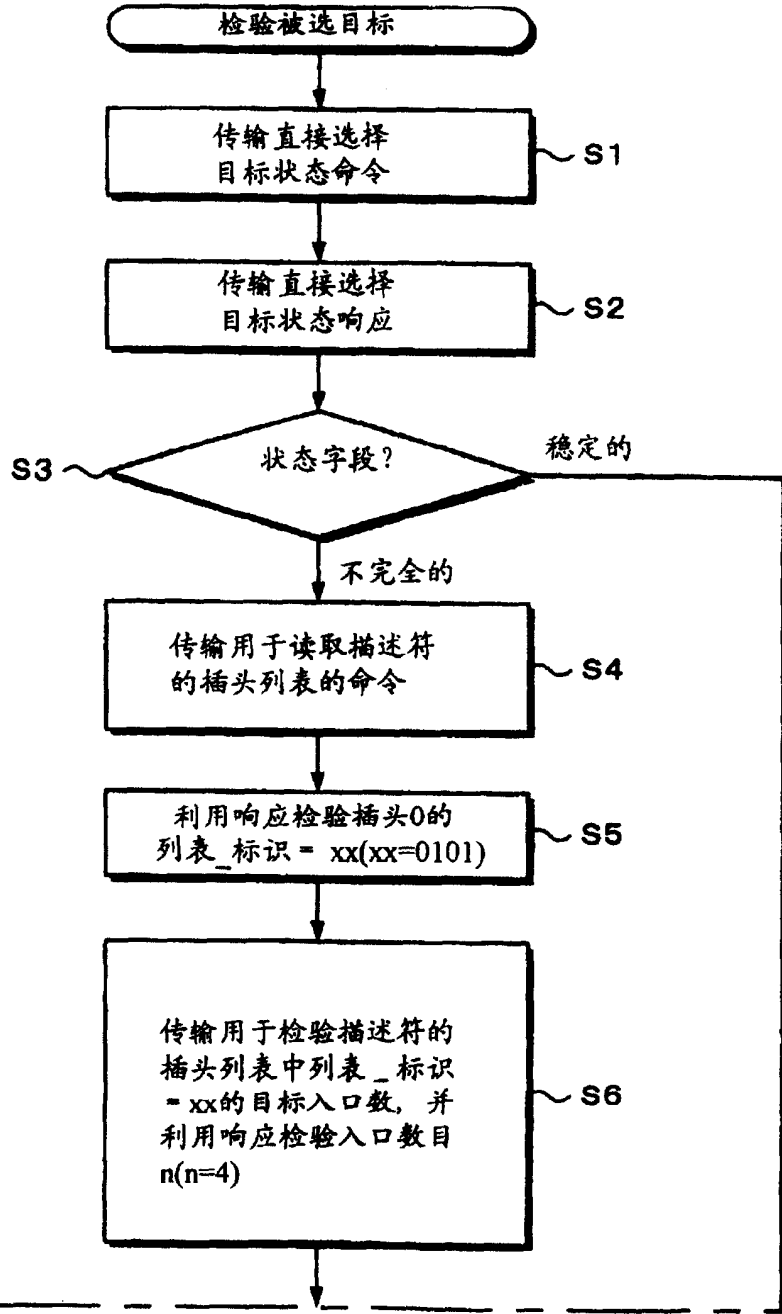 检验被选目标
传输直接选择
目标状态命令
S1
传输直接选择
目标状态响应
S2
S3
状态字段?
稳定的
不完全的
传输用于读取描述符
的插头列表的命令
S4
利用响应检验插头0的
列表_标识= xx(xx=0101)
S5
传输用于检验描述符的
插头列表中列表_标识
=xx的目标入口数, 并
利用响应检验入口数目
n(n=4)
S6